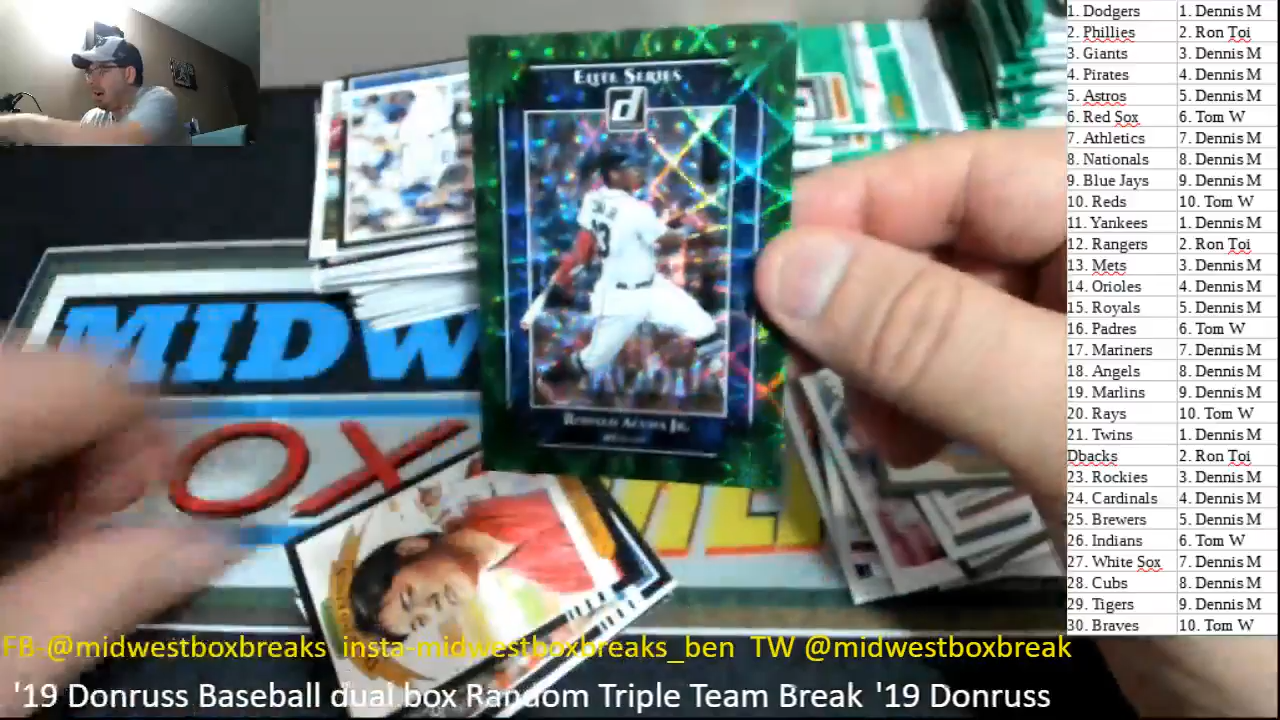 1. Dodgers 1. Dennis M
2. Phillies 2. Ron Toi
3. Giants 3. Dennis M
4. Pirates 4. Dennis M
5. Astros 5. Dennis M
6. Red Sox 6. Tom W
7. Athletics 7. Dennis M
8. Nationals 8. Dennis M
9. Blue Jays 9. Dennis M
10. Reds 10. Tom W
11. Yankees 1. Dennis M
12. Rangers 2. Ron Toi
13. Mets 3. Dennis M
14. Orioles 4. Dennis M
15. Royals 5. Dennis M
16. Padres 6. Tom W
17. Mariners 7. Dennis M
18. Angels 8. Dennis M
19. Marlins 9. Dennis M
20. Rays 10. Tom W
21. Twins 1. Dennis M
Dbacks 2. Ron Toi
23. Rockies 3. Dennis M
24. Cardinals 4. Dennis M
25. Brewers 5. Dennis M
26. Indians 6. Tom W
27. White Sox 7. Dennis M
28. Cubs 8. Dennis M
29. Tigers 9. Dennis M
30. Braves 10. Tom W
Elite Series
d
13
Ronald Acuña Jr.
MIDW
OX
FB-@midwestboxbreaks insta-midwestboxbreaks_ben TW @midwestboxbreak
'19 Donruss Baseball dual box Random Triple Team Break '19 Donruss